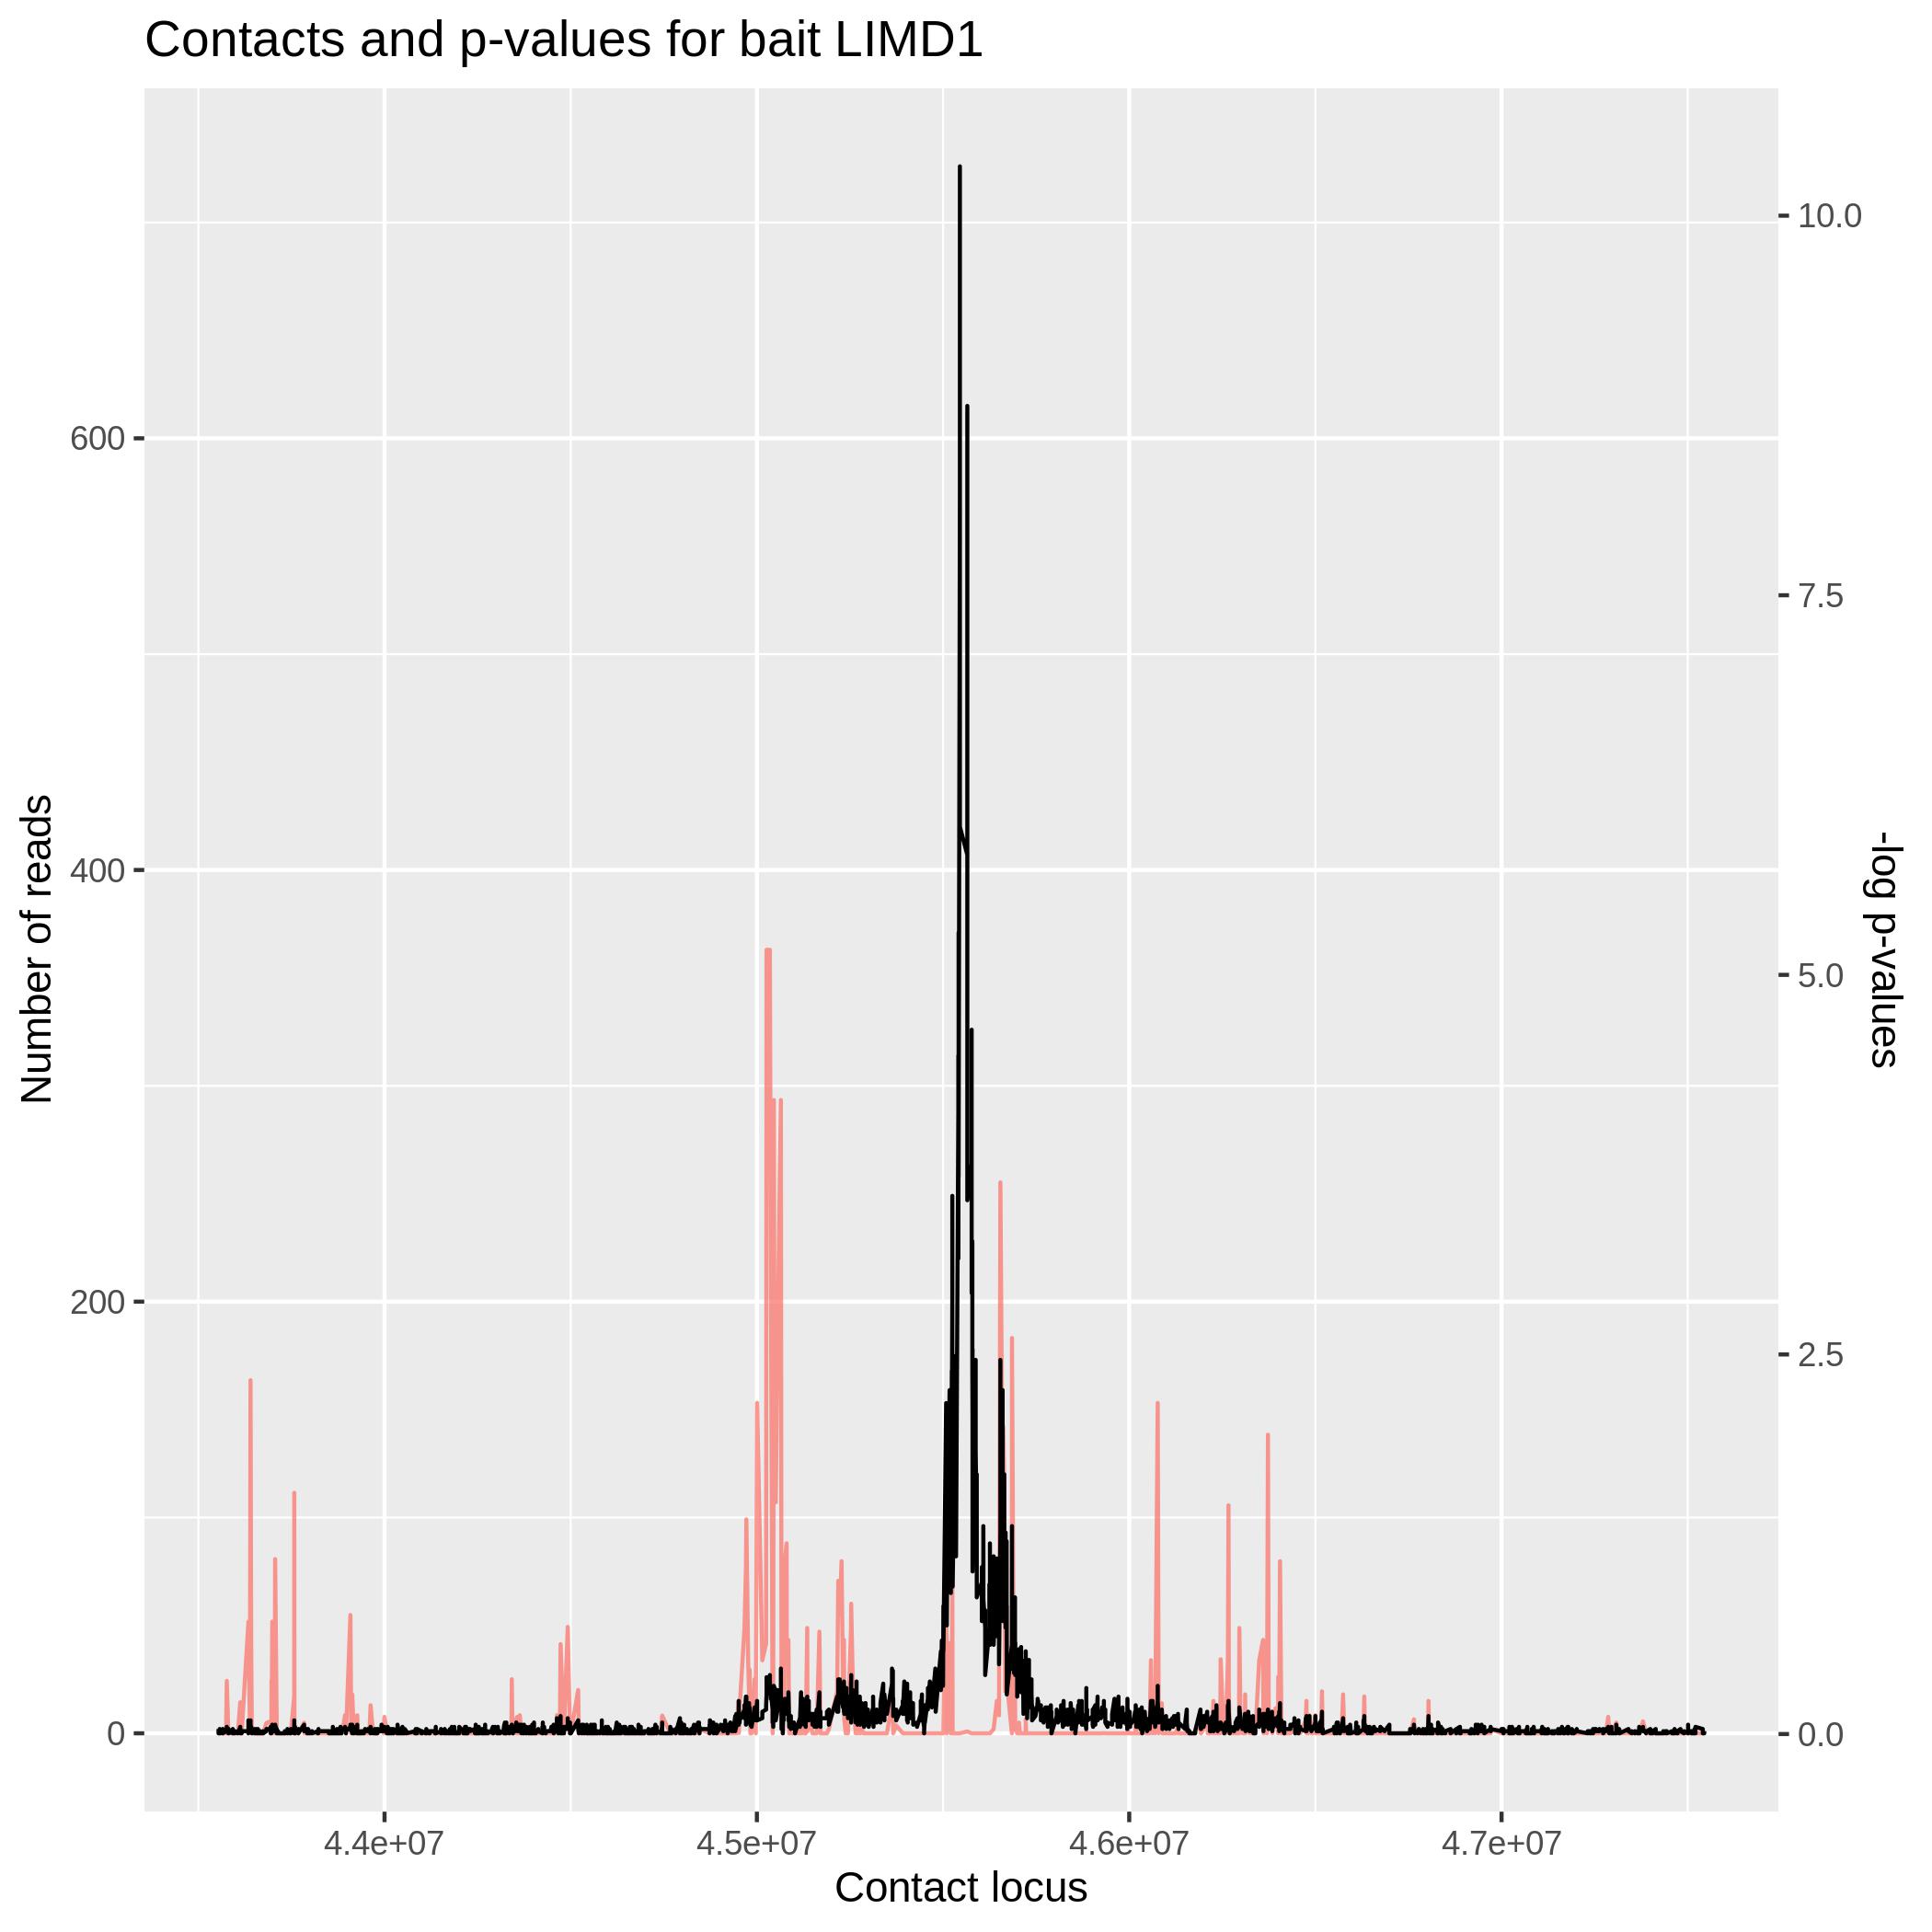 Contacts and p-values for bait LIMD1
Number of reads
600
400
200
0
10.0
7.5
5.0
2.5
0.0
-log p-values
4.4e+07 4.5e+07 4.6e+07 4.7e+07
Contact locus